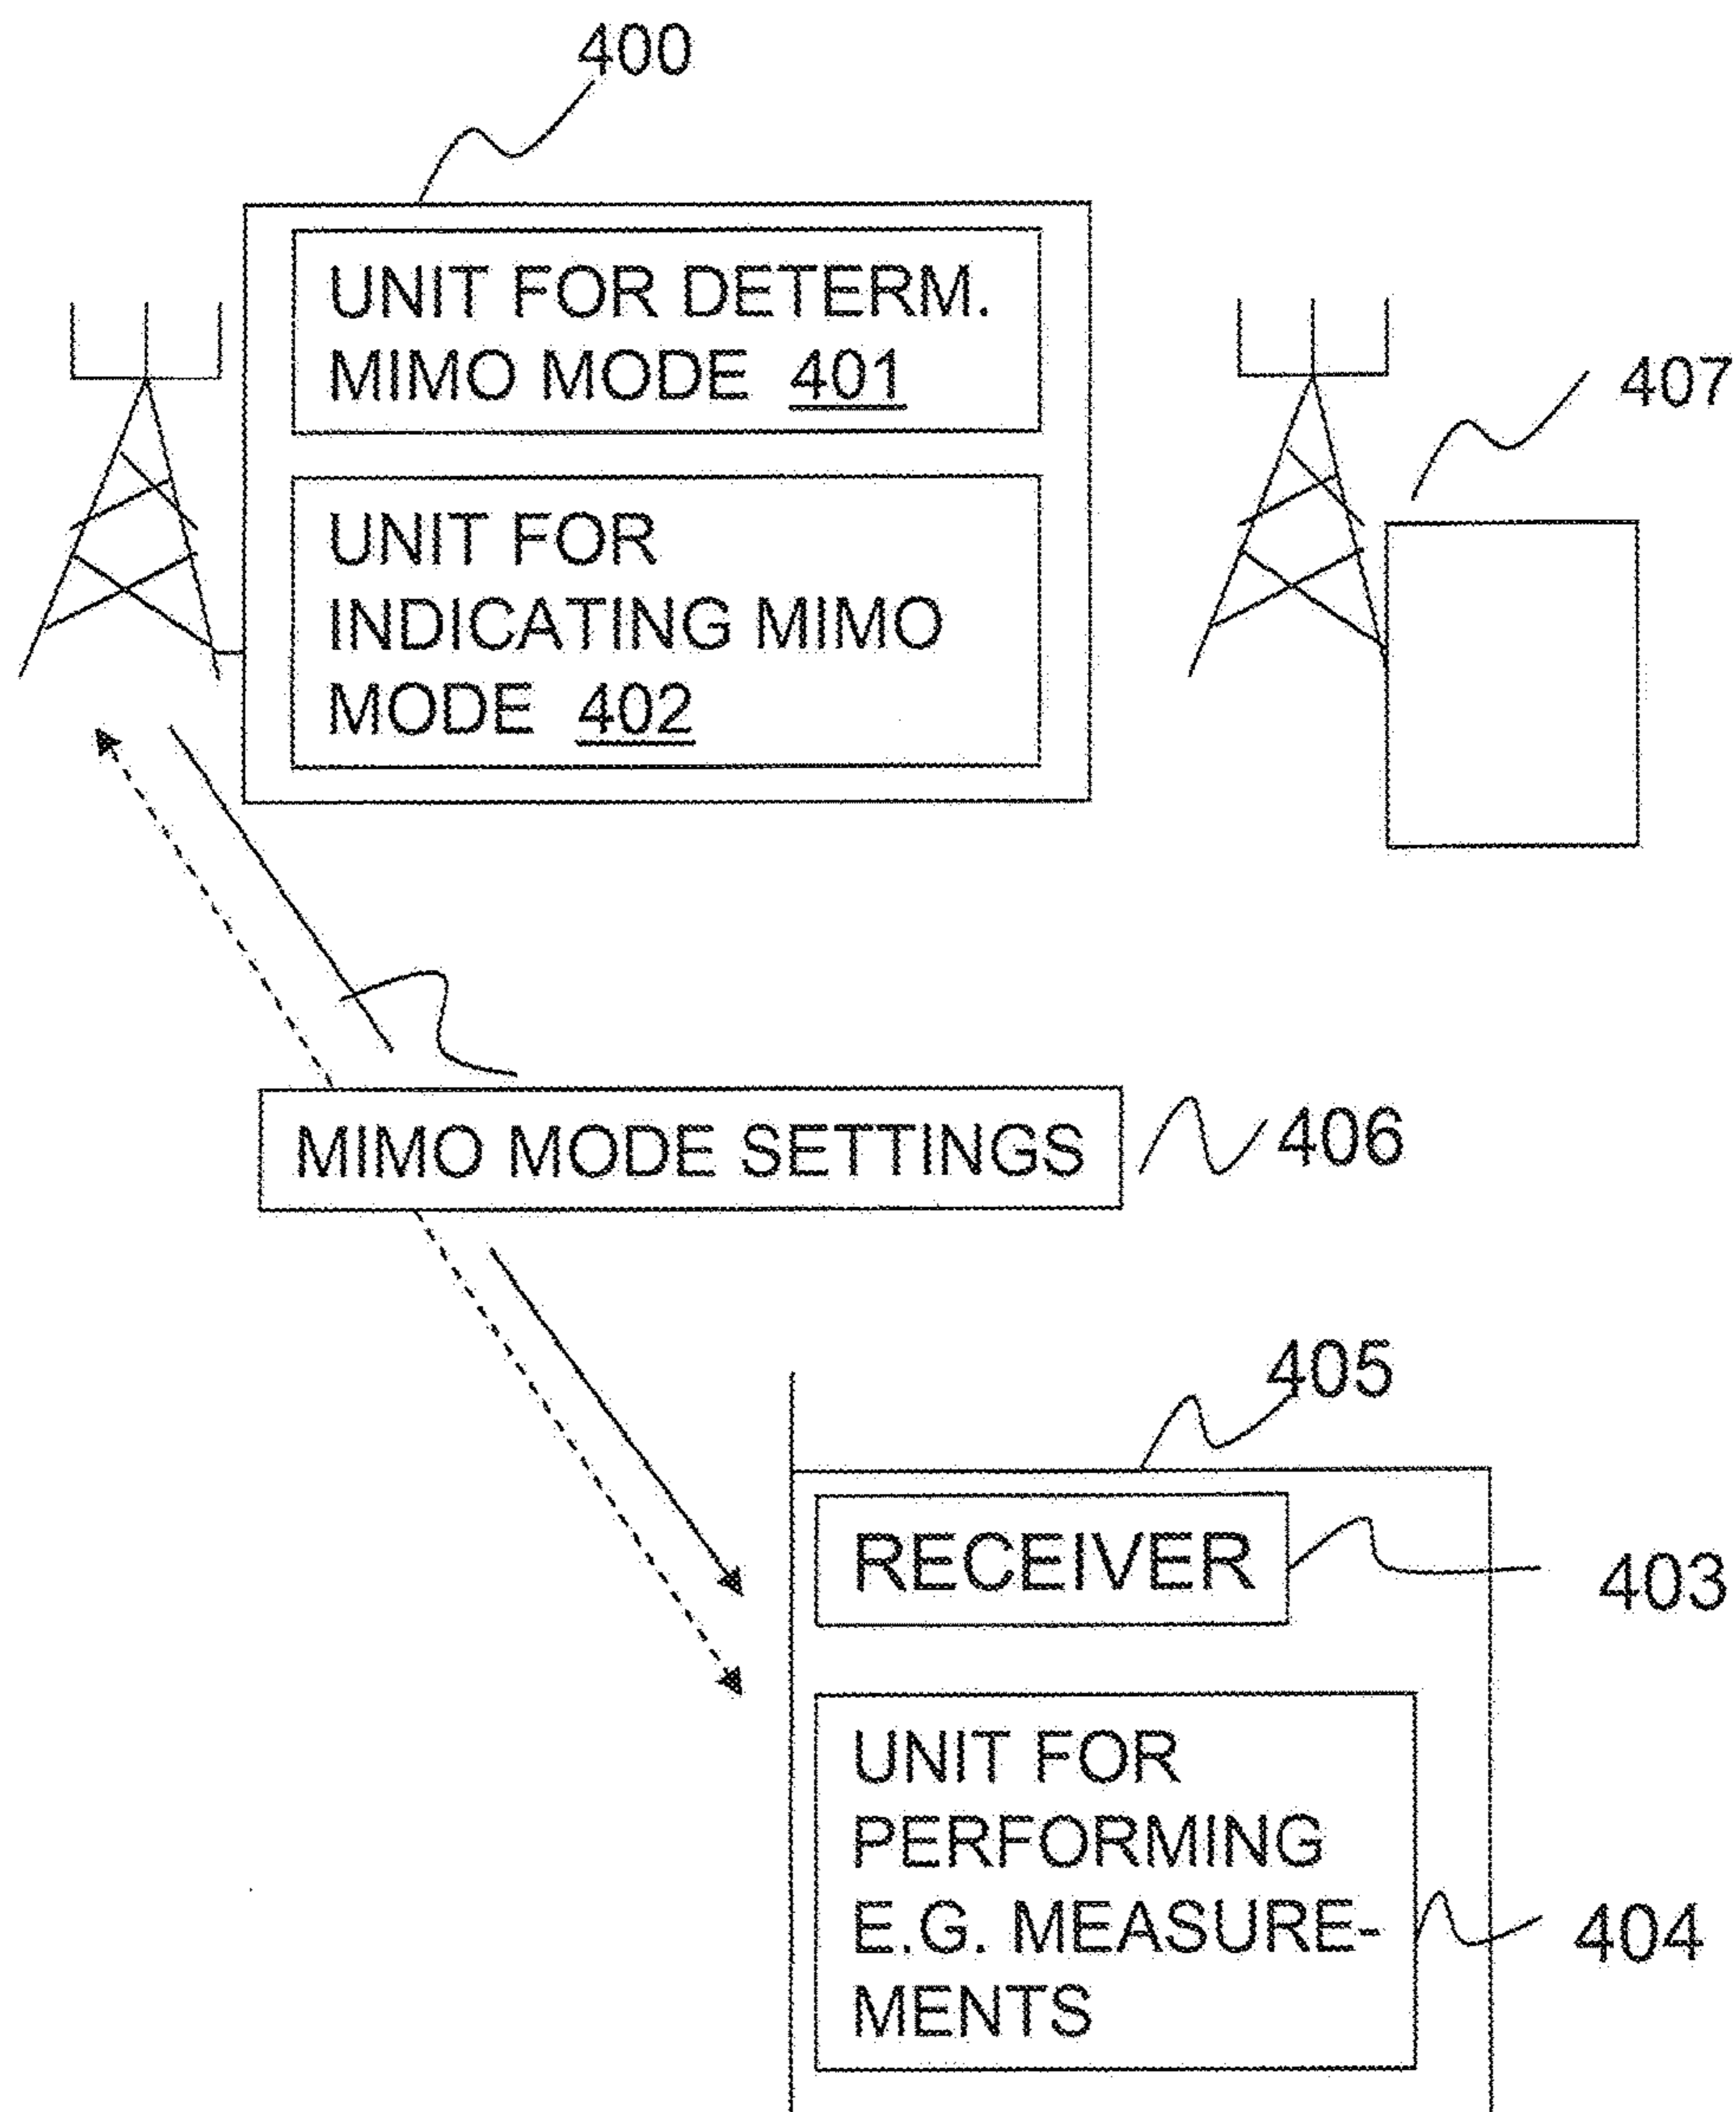 400
UNIT FOR DETERM.
MIMO MODE 401
407
UNIT FOR
INDICATING MIMO
MODE 402
MIMO MODE SETTINGS
406
405
RECEIVER
403
UNIT FOR
PERFORMING
E.G. MEASURE-
MENTS
404